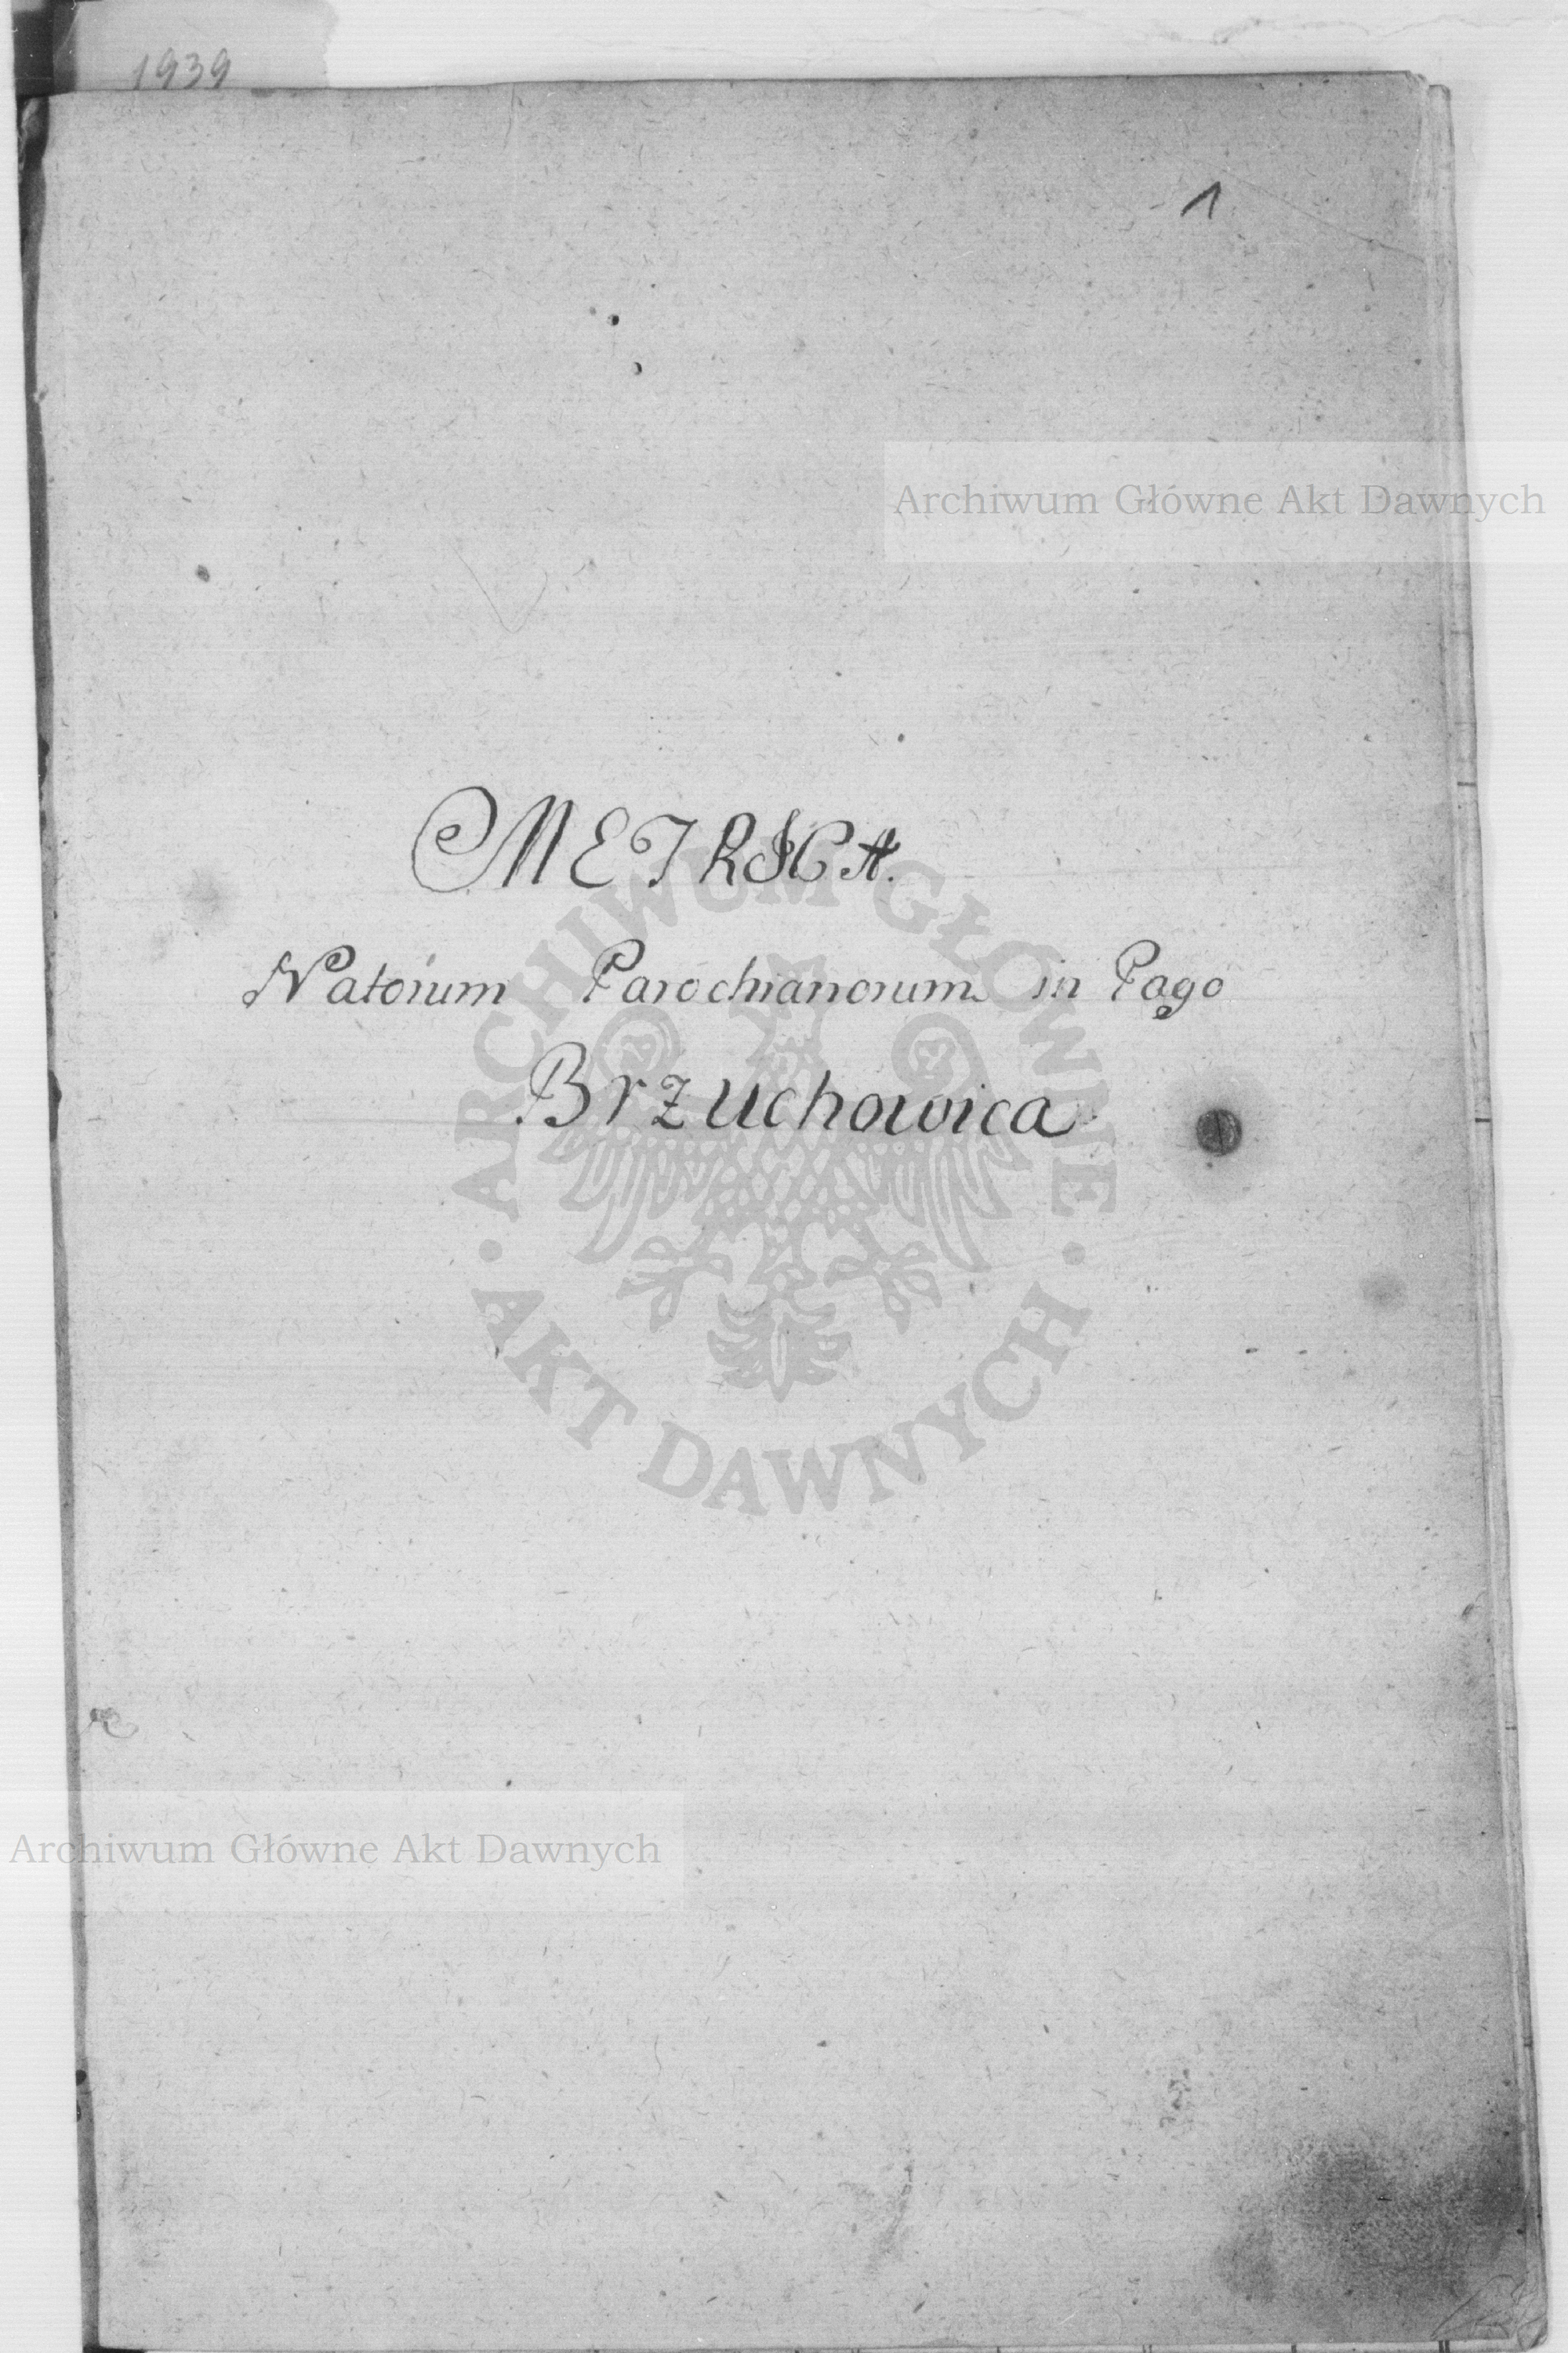 1939
1
METRICA.
Natorum Parochianorum in Pago
Brzuchowica
Archiwum Główne Akt Dawnych
ARCHIWUM GŁÓWNE
AKT DAWNYCH
Archiwum Główne Akt Dawnych